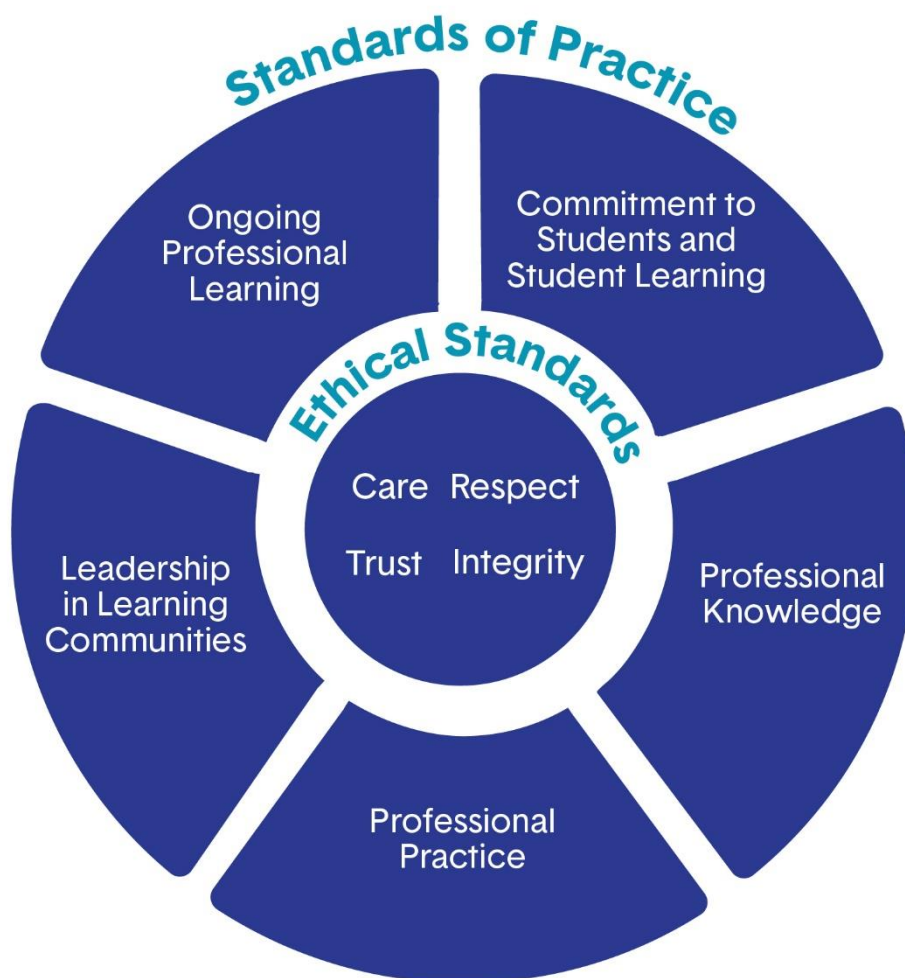 Standards of Practice
Ongoing
Professional
Learning
Commitment to
Students and
Student Learning
Ethical Standards
Care Respect
Trust Integrity
Leadership
in Learning
Communities
Professional
Knowledge
Professional
Practice